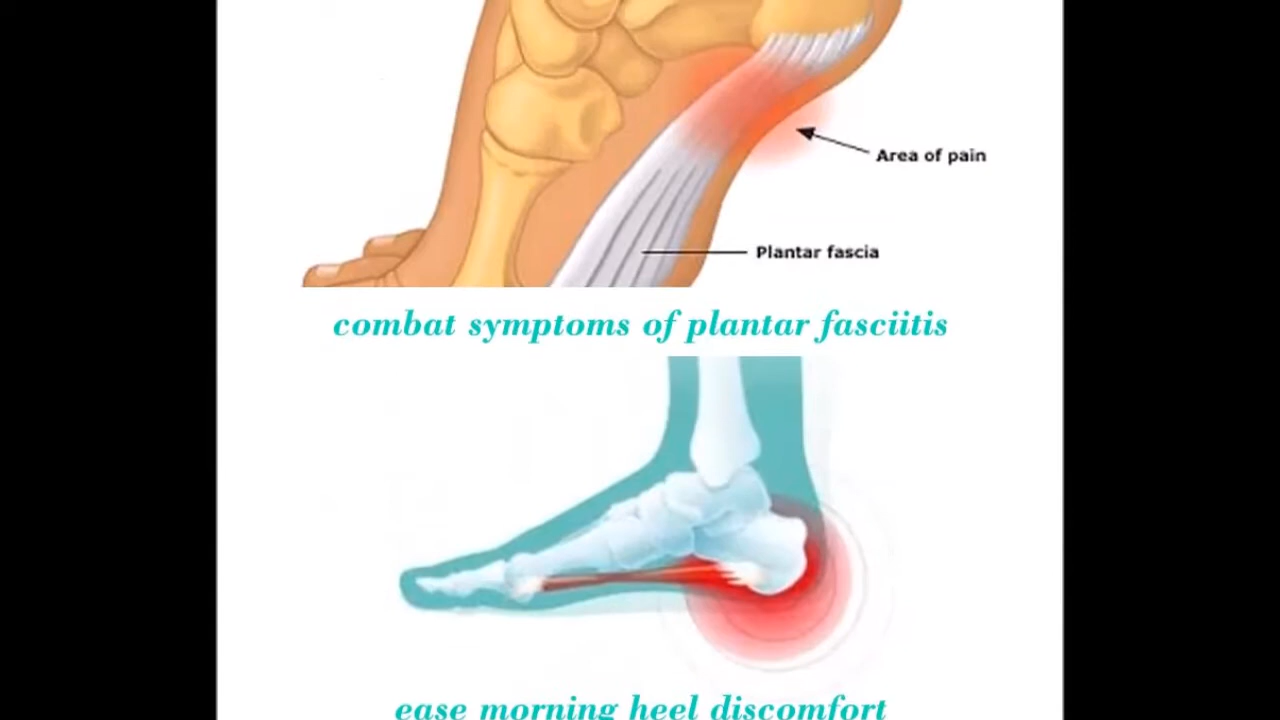 Area of pain
Plantar fascia
combat symptoms of plantar fasciitis
ease morning heel discomfort